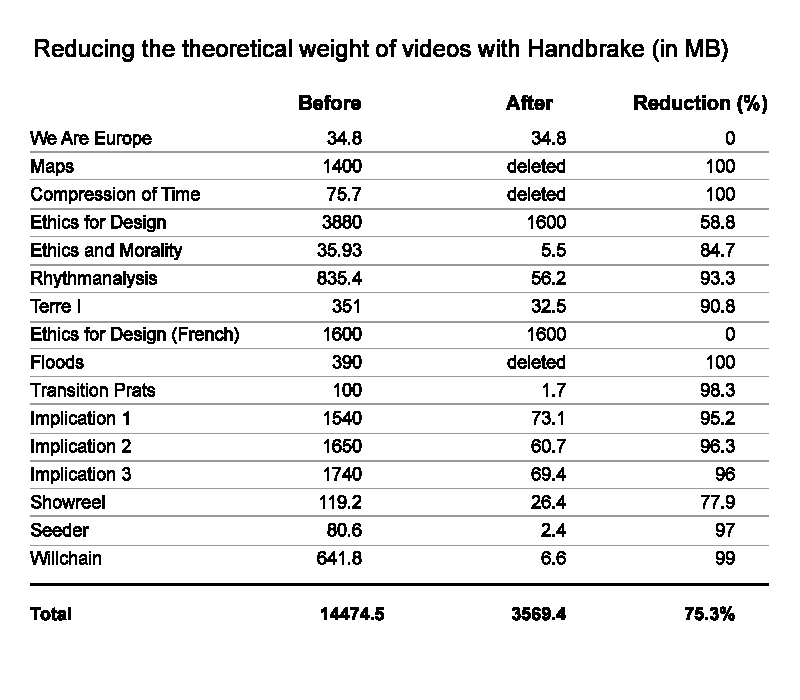 Reducing the theoretical weight of videos with Handbrake (in MB)
Before After Reduction (%)
We Are Europe 34.8 34.8 0
Maps 1400 deleted 100
Compression of Time 75.7 deleted 100
Ethics for Design 3880 1600 58.8
Ethics and Morality 35.93 5.5 84.7
Rhythmanalysis 835.4 56.2 93.3
Terre I 351 32.5 90.8
Ethics for Design (French) 1600 1600 0
Floods 390 deleted 100
Transition Prats 100 1.7 98.3
Implication 1 1540 73.1 95.2
Implication 2 1650 60.7 96.3
Implication 3 1740 69.4 96
Showreel 119.2 26.4 77.9
Seeder 80.6 2.4 97
Willchain 641.8 6.6 99
Total 14474.5 3569.4 75.3%